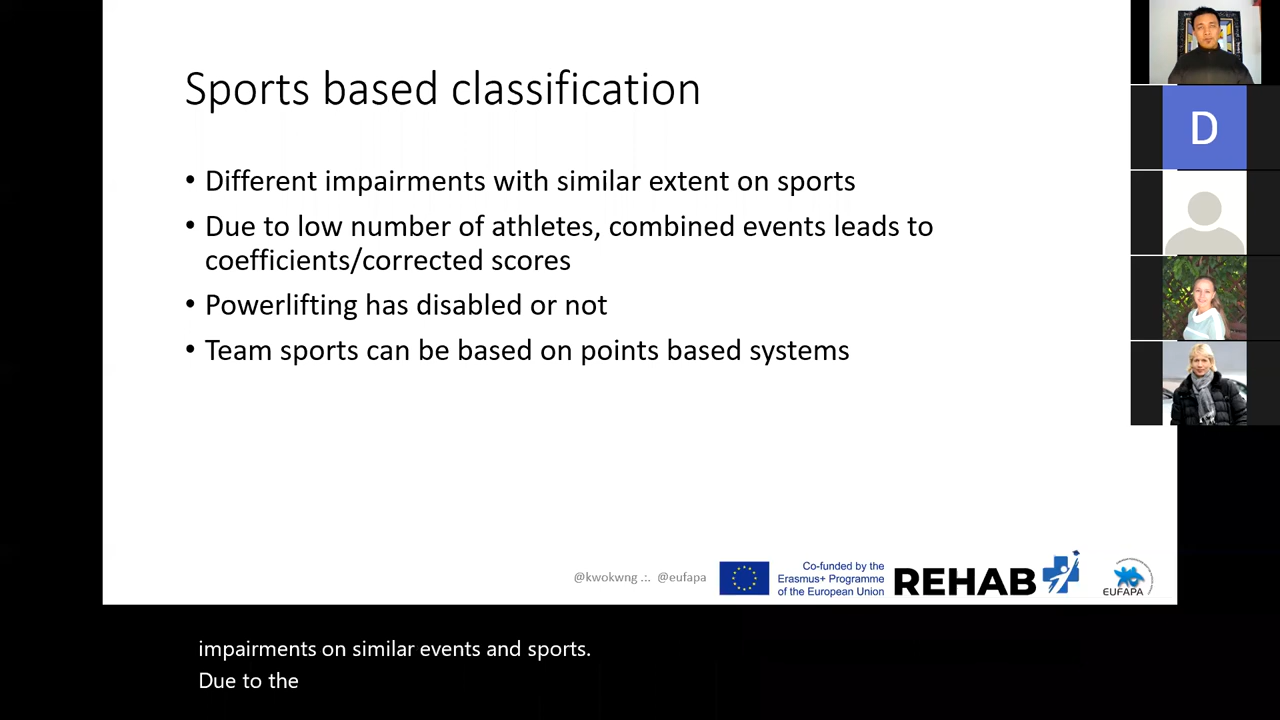 Sports based classification
• Different impairments with similar extent on sports
• Due to low number of athletes, combined events leads to
coefficients/corrected scores
• Powerlifting has disabled or not
• Team sports can be based on points based systems
D
@kwokwng .:. @eufapa
Co-funded by the
Erasmus+ Programme
of the European Union
REHAB
EUFAPA
impairments on similar events and sports.
Due to the